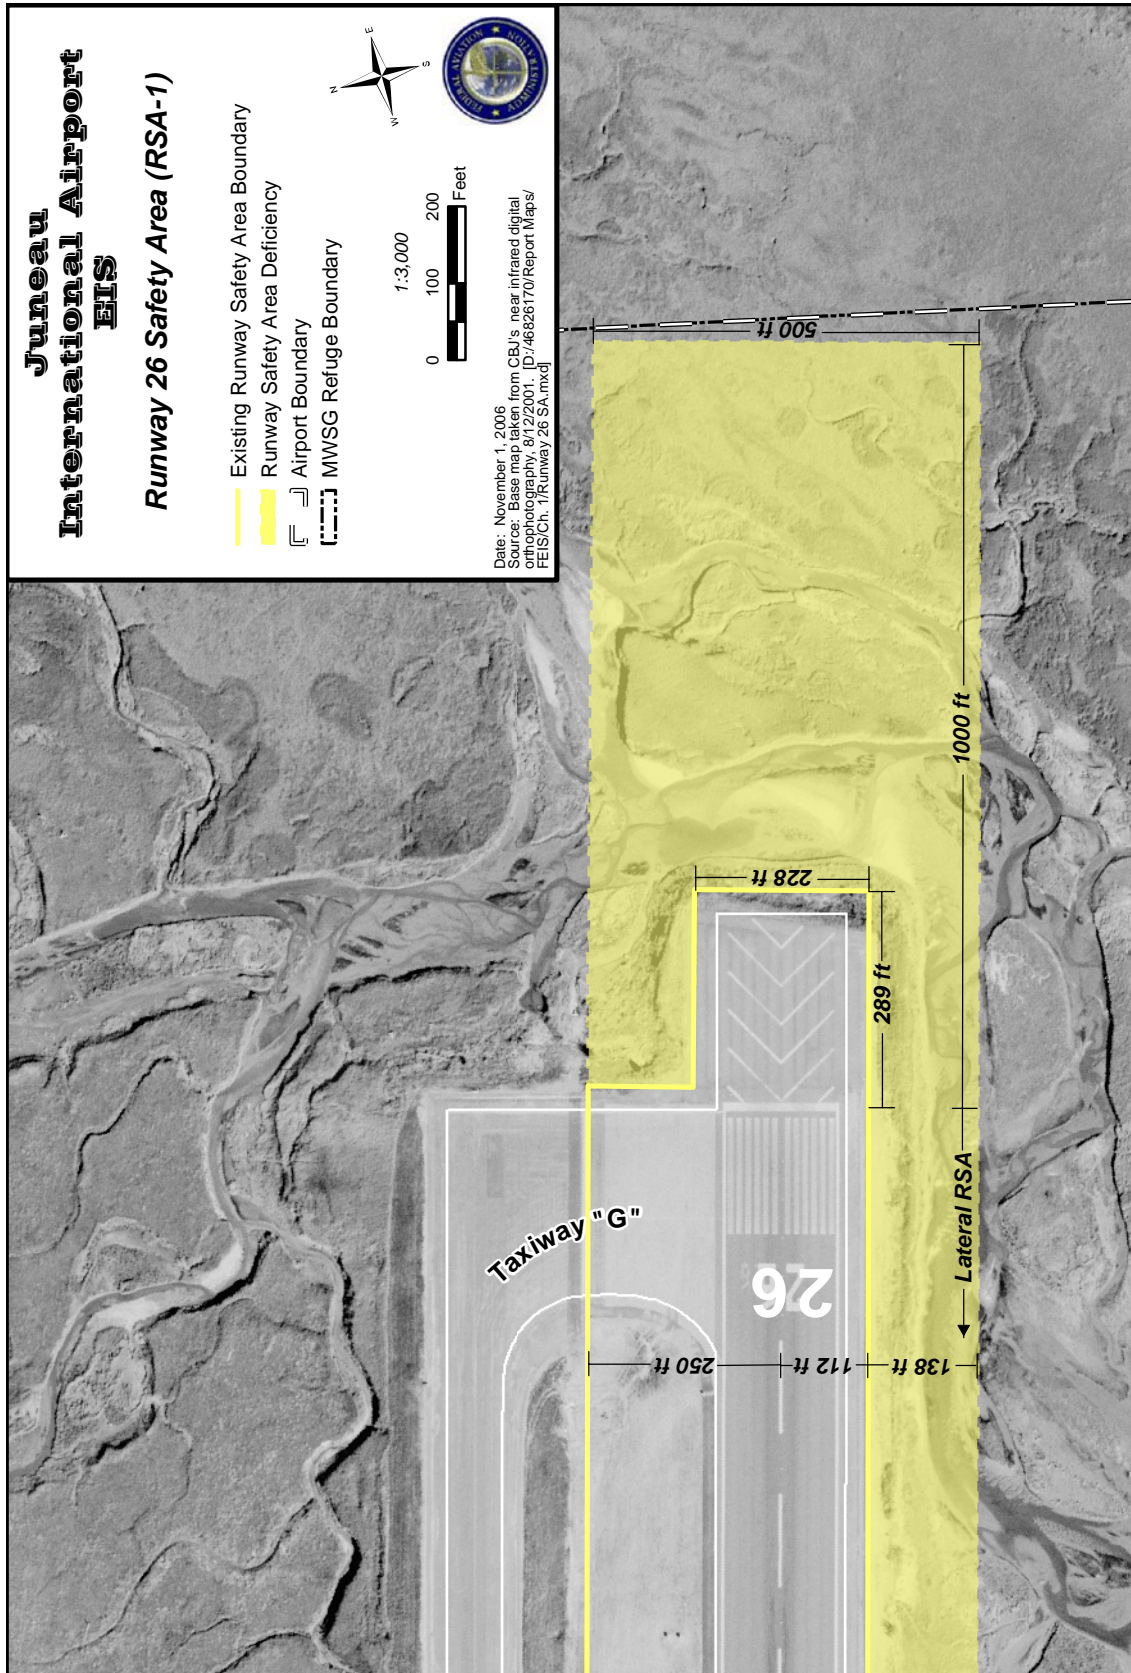 Juneau
International Airport
EIS
Runway 26 Safety Area (RSA-1)
Existing Runway Safety Area Boundary
Runway Safety Area Deficiency
Airport Boundary
MWSG Refuge Boundary
1:3,000
0 100 200
Feet
N
E
S
W
FEDERAL AVIATION
ADMINISTRATION
Date: November 1, 2006
Source: Base map taken from CBJ's near infrared digital
orthophotography, 8/12/2001. [D:/46826170/Report Maps/
FEIS/Ch. 1/Runway 26 SA.mxd]
500 ft
1000 ft
228 ft
289 ft
Lateral RSA
Taxiway "G"
26
250 ft
112 ft
138 ft